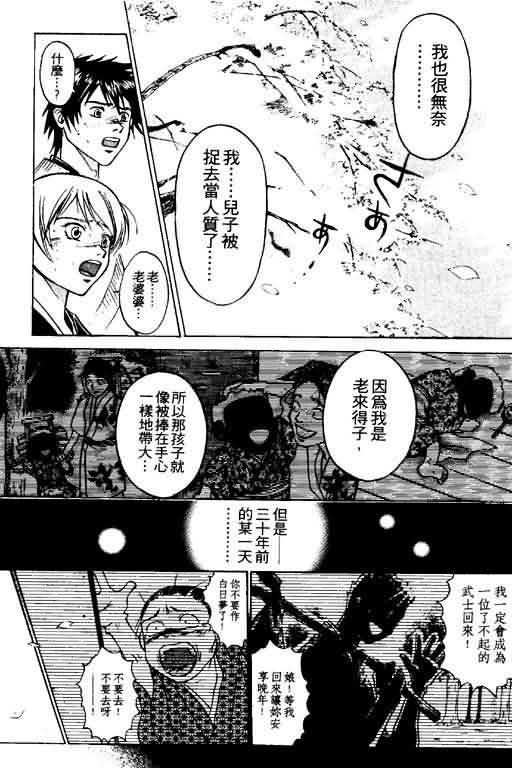 我也很無奈
………
什麼…?
我……兒子被
捉去當人質了……
さあぁ
老……
老婆婆…
因為我是
老來得子，
所以那孩子就
像被捧在手心
一樣地帶大…
但是——
三十年前
的某一天
………
我一定會成為
一位了不起的
武士回來！
娘！等我
回來讓妳安
享晚年！
你不要作
白日夢了！
不要去！
不要去呀！